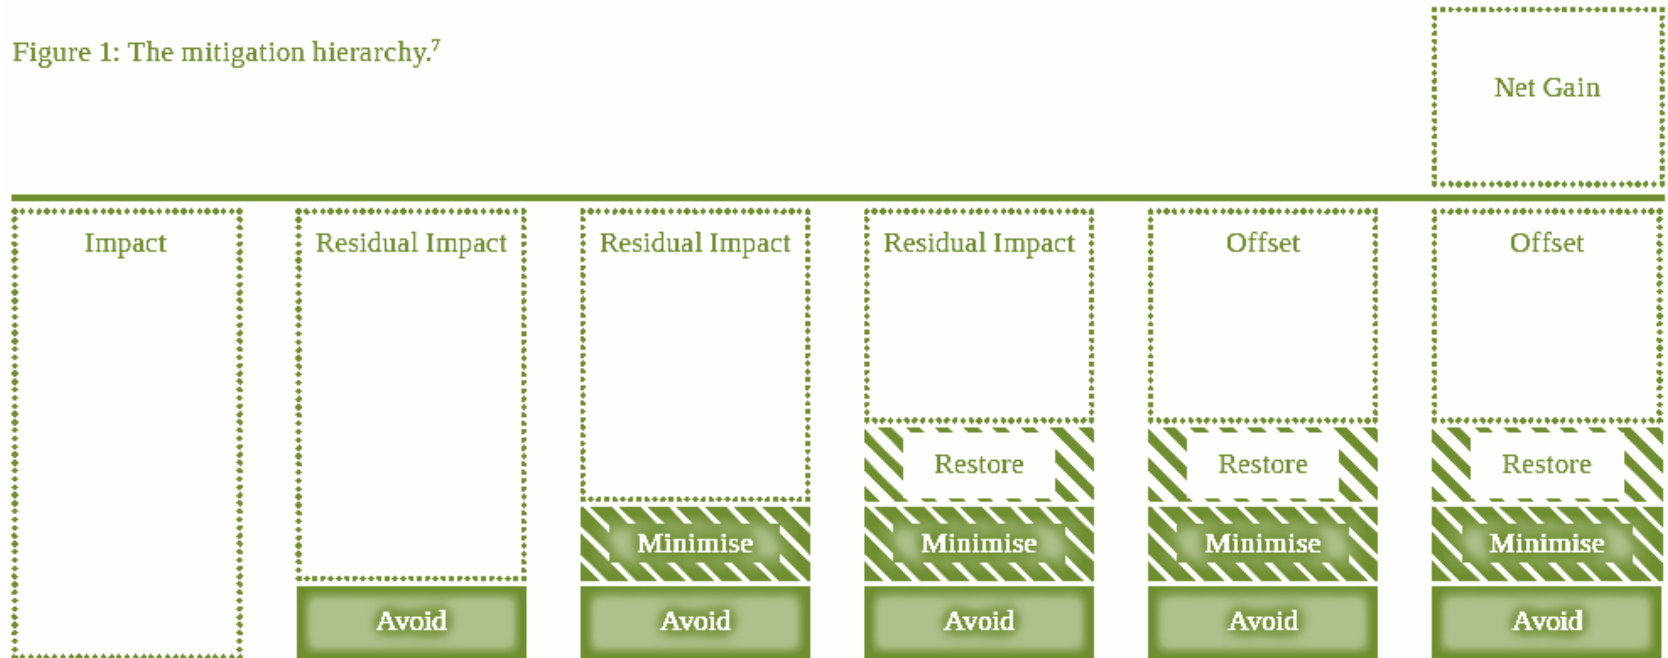 Figure 1: The mitigation hierarchy.⁷
Net Gain
Impact
Residual Impact
Residual Impact
Residual Impact
Offset
Offset
Restore
Restore
Restore
Minimise
Minimise
Minimise
Minimise
Avoid
Avoid
Avoid
Avoid
Avoid